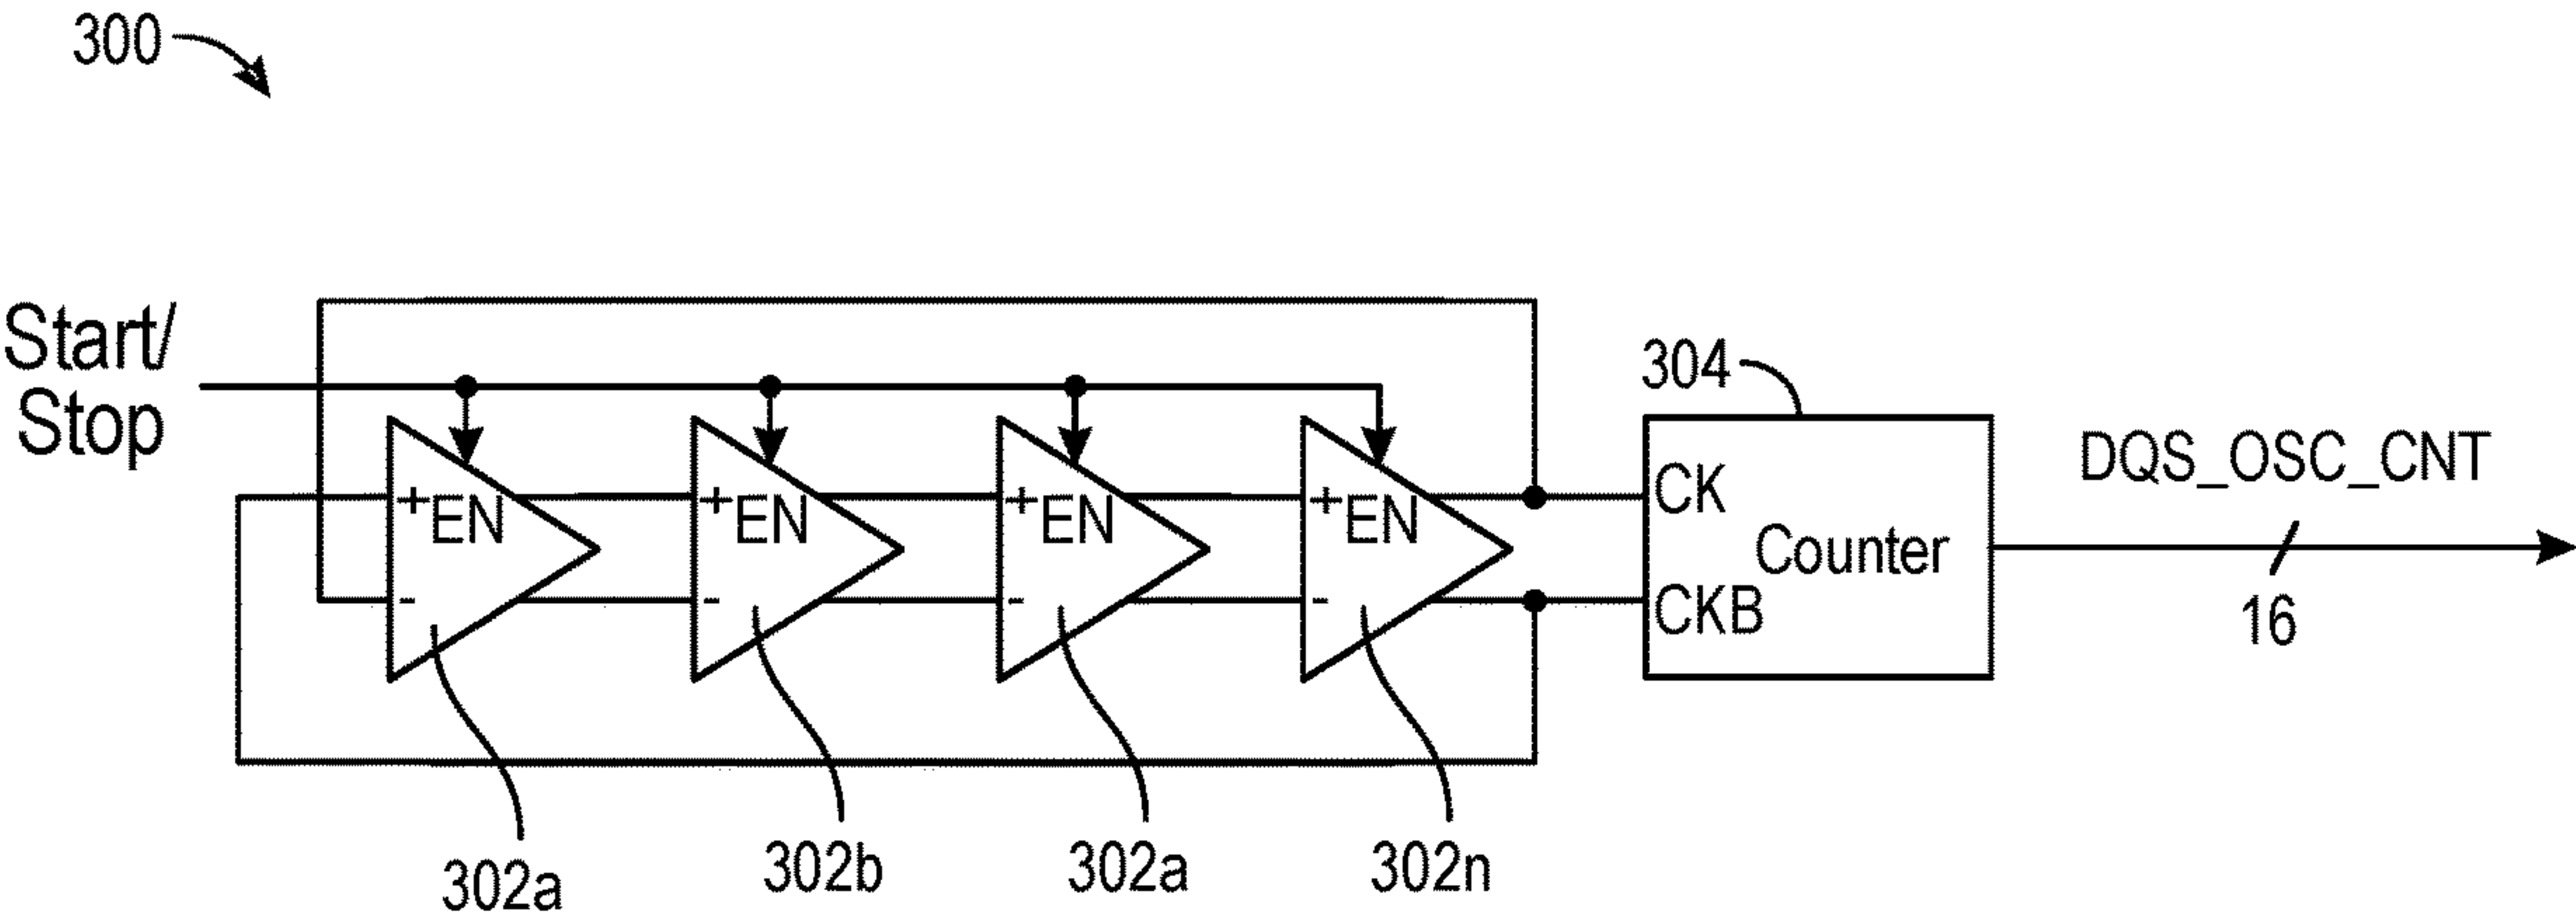 300
Start/
Stop
304
DQS_OSC_CNT
+ + + + CK
EN EN EN EN
Counter
- - - - CKB
16
302a 302b 302a 302n